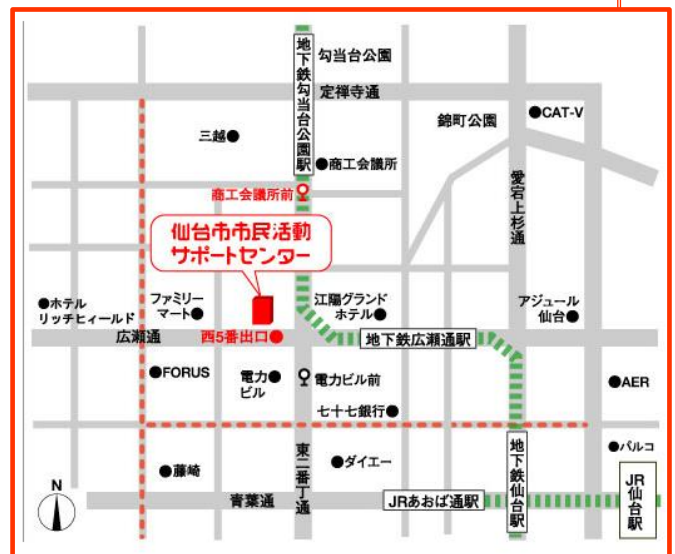 地下鉄勾当台公園駅
勾当台公園
定禅寺通
三越
商工会議所
錦町公園
CAT-V
愛宕上杉通
商工会議所前
仙台市市民活動
サポートセンター
ホテル
リッチヒィールド
ファミリー
マート
江陽グランド
ホテル
アジュール
仙台
広瀬通
西5番出口
地下鉄広瀬通駅
FORUS
電力
ビル
電力ビル前
AER
七十七銀行
藤崎
東二番丁通
ダイエー
地下鉄仙台駅
パルコ
N
青葉通
JRあおば通駅
JR
仙台
駅